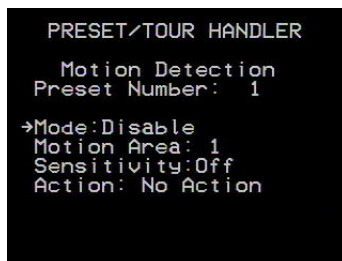 PRESET/TOUR HANDLER
Motion Detection
Preset Number: 1
→Mode:Disable
Motion Area: 1
Sensitivity:Off
Action: No Action